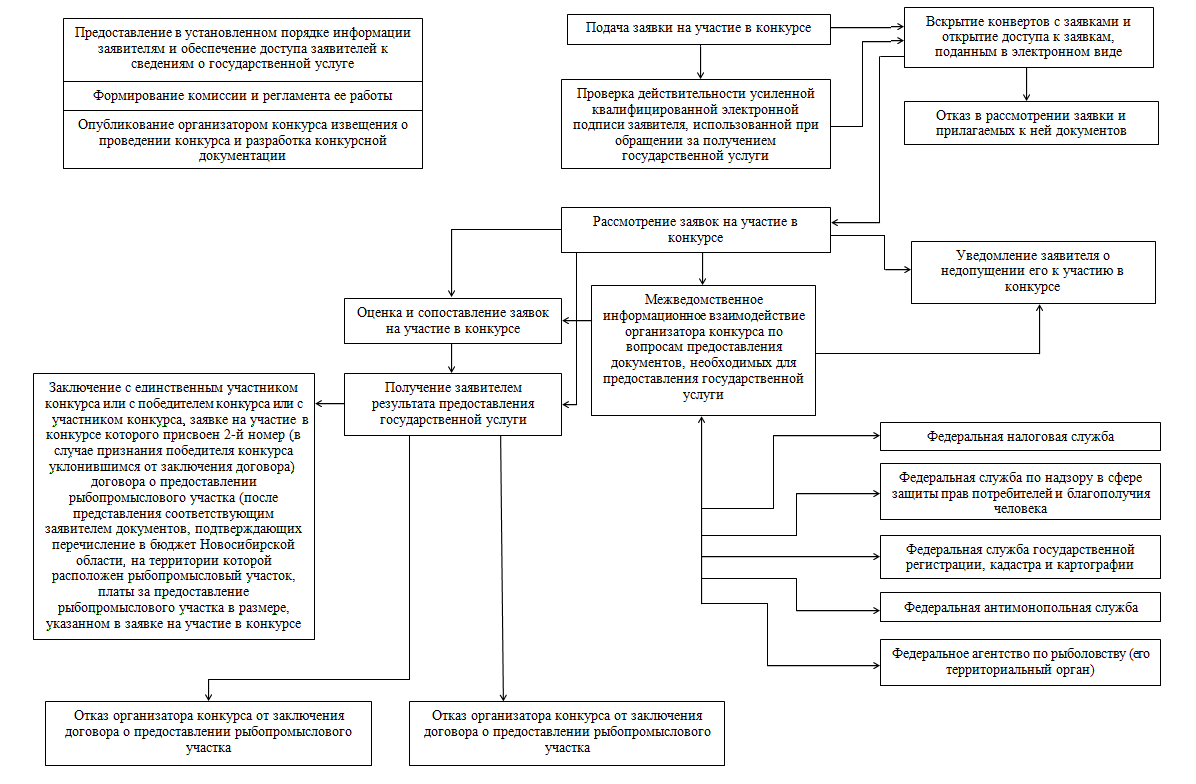 Предоставление в установленном порядке информации
заявителям и обеспечение доступа заявителей к
сведениям о государственной услуге
Формирование комиссии и регламента ее работы
Опубликование организатором конкурса извещения о
проведении конкурса и разработка конкурсной
документации
Подача заявки на участие в конкурсе
Проверка действительности усиленной
квалифицированной электронной
подписи заявителя, использованной при
обращении за получением
государственной услуги
Вскрытие конвертов с заявками и
открытие доступа к заявкам,
поданным в электронном виде
Отказ в рассмотрении заявки и
прилагаемых к ней документов
Рассмотрение заявок на участие в
конкурсе
Уведомление заявителя о
недопущении его к участию в
конкурсе
Оценка и сопоставление заявок
на участие в конкурсе
Межведомственное
информационное взаимодействие
организатора конкурса по
вопросам предоставления
документов, необходимых для
предоставления государственной
услуги
Получение заявителем
результата предоставления
государственной услуги
Заключение с единственным участником
конкурса или с победителем конкурса или с
участником конкурса, заявке на участие в
конкурсе которого присвоен 2-й номер (в
случае признания победителя конкурса
уклонившимся от заключения договора)
договора о предоставлении
рыбопромыслового участка (после
представления соответствующим
заявителем документов, подтверждающих
перечисление в бюджет Новосибирской
области, на территории которой
расположен рыбопромысловый участок,
платы за предоставление
рыбопромыслового участка в размере,
указанном в заявке на участие в конкурсе
Федеральная налоговая служба
Федеральная служба по надзору в сфере
защиты прав потребителей и благополучия
человека
Федеральная служба государственной
регистрации, кадастра и картографии
Федеральная антимонопольная служба
Федеральное агентство по рыболовству (его
территориальный орган)
Отказ организатора конкурса от заключения
договора о предоставлении рыбопромыслового
участка
Отказ организатора конкурса от заключения
договора о предоставлении рыбопромыслового
участка